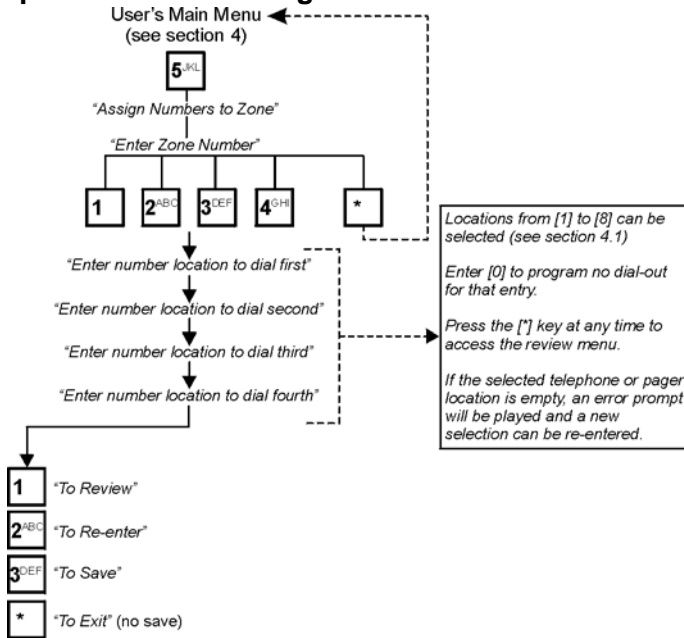 User's Main Menu
(see section 4)
5JKL
"Assign Numbers to Zone"
"Enter Zone Number"
1 2ABC 3DEF 4GHI *
"Enter number location to dial first"
"Enter number location to dial second"
"Enter number location to dial third"
"Enter number location to dial fourth"
Locations from [1] to [8] can be
selected (see section 4.1)
Enter [0] to program no dial-out
for that entry.
Press the [*] key at any time to
access the review menu.
If the selected telephone or pager
location is empty, an error prompt
will be played and a new
selection can be re-entered.
1 "To Review"
2ABC "To Re-enter"
3DEF "To Save"
* "To Exit" (no save)